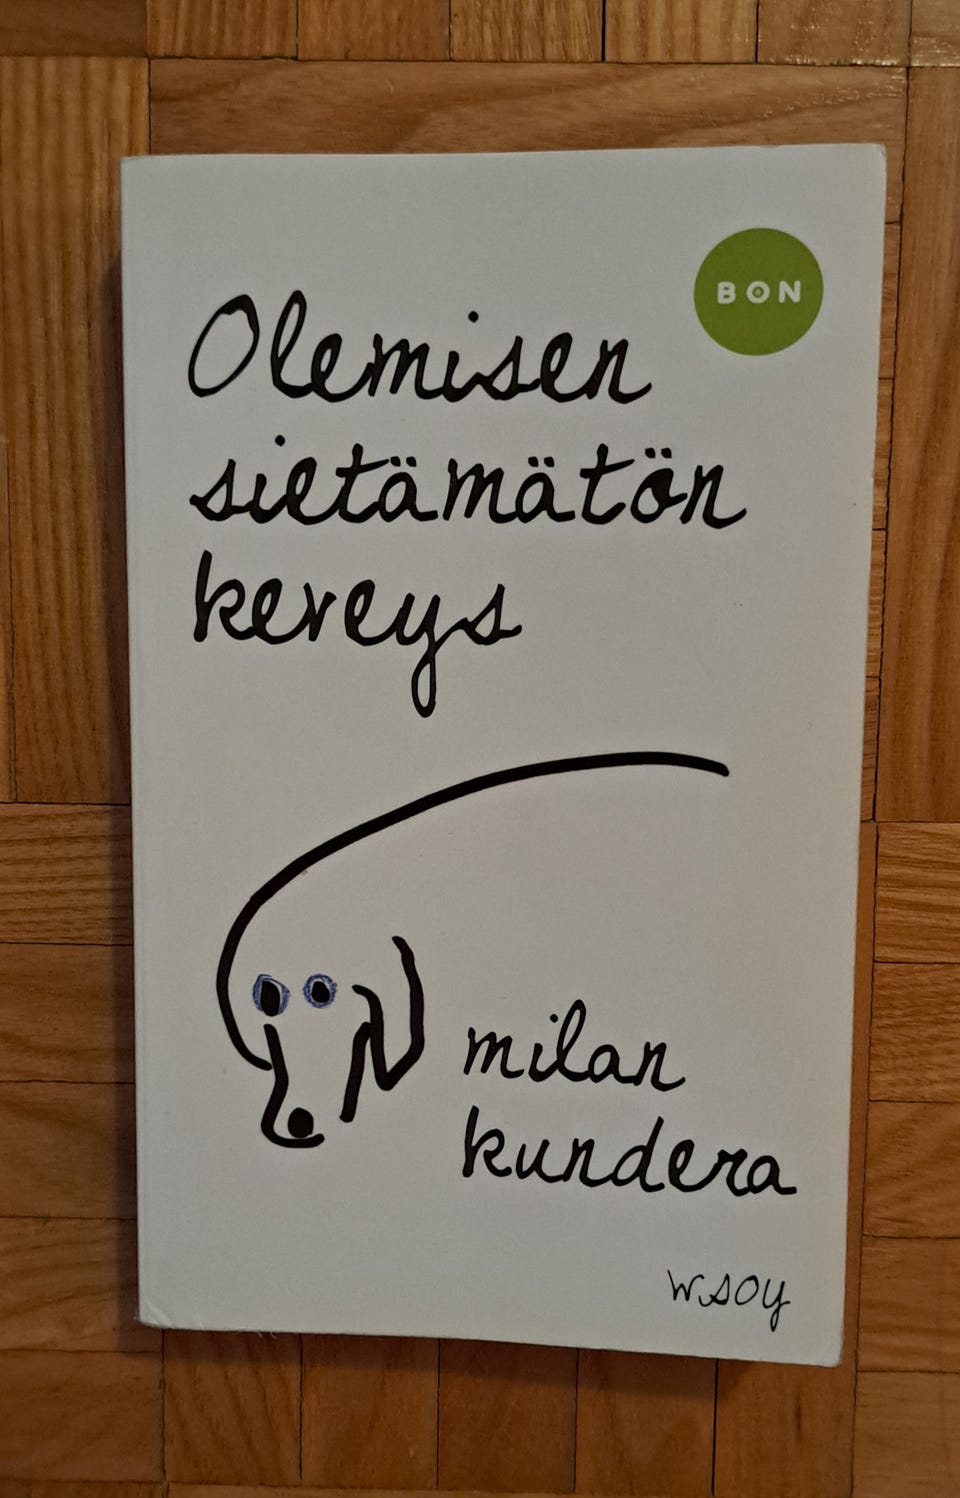 BON
Olemisen
sietämätön
keveys
milan
kundera
wsoy